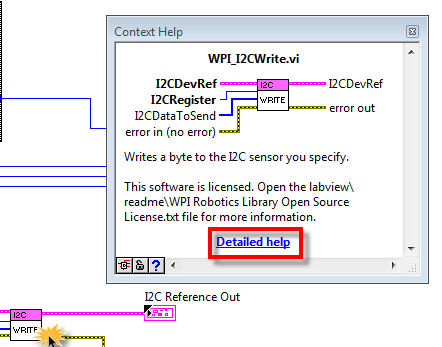 Context Help
WPI_I2CWrite.vi
I2CDevRef I2C I2CDevRef
I2CRegister WRITE
I2CDataToSend error out
error in (no error)
Writes a byte to the I2C sensor you specify.
This software is licensed. Open the labview\
readme\WPI Robotics Library Open Source
License.txt file for more information.
Detailed help
?
I2C Reference Out
I2C
WRITE